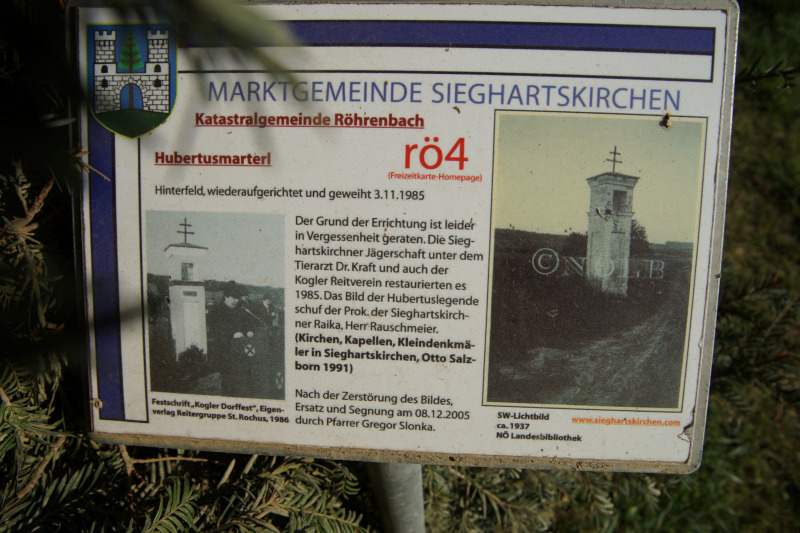 MARKTGEMEINDE SIEGHARTSKIRCHEN
Katastralgemeinde Röhrenbach
Hubertusmarterl
rö4
(Freizeitkarte-Homepage)
Hinterfeld, wiederaufgerichtet und geweiht 3.11.1985
Der Grund der Errichtung ist leider
in Vergessenheit geraten. Die Sieg-
hartskirchner Jägerschaft unter dem
Tierarzt Dr. Kraft und auch der
Kogler Reitverein restaurierten es
1985. Das Bild der Hubertuslegende
schuf der Prok. der Sieghartskirch-
ner Raika, Herr Rauschmeier.
(Kirchen, Kapellen, Kleindenkmä-
ler in Sieghartskirchen, Otto Salz-
born 1991)
Nach der Zerstörung des Bildes,
Ersatz und Segnung am 08.12.2005
durch Pfarrer Gregor Slonka.
Festschrift „Kogler Dorffest", Eigen-
verlag Reitergruppe St. Rochus, 1986
© NÖLB
SW-Lichtbild
ca. 1937
NÖ Landesbibliothek
www.sieghartskirchen.com